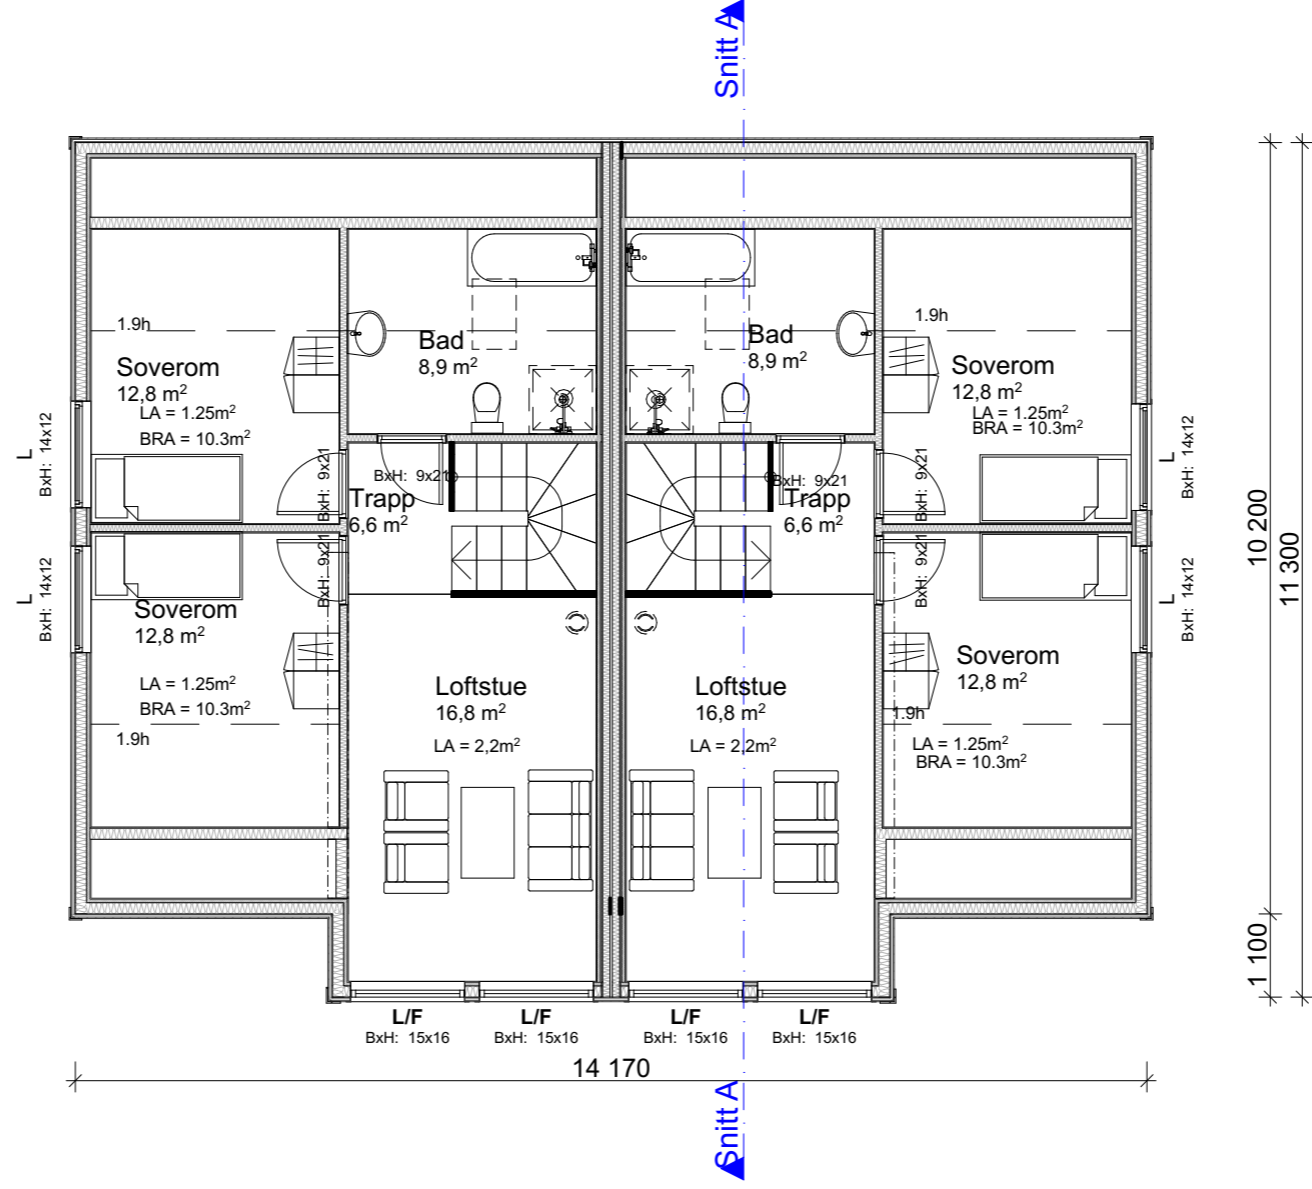 Snitt A
1.9h
Soverom
12,8 m²
LA = 1.25m²
BRA = 10.3m²
Bad
8,9 m²
Bad
8,9 m²
1.9h
Soverom
12,8 m²
LA = 1.25m²
BRA = 10.3m²
L
BxH: 14x12
L
BxH: 14x12
BxH: 9x21
BxH: 9x21
Trapp
6,6 m²
BxH: 9x21
Trapp
6,6 m²
BxH: 9x21
L
BxH: 14x12
BxH: 9x21
BxH: 9x21
L
BxH: 14x12
Soverom
12,8 m²
LA = 1.25m²
BRA = 10.3m²
1.9h
Loftstue
16,8 m²
LA = 2,2m²
Loftstue
16,8 m²
LA = 2,2m²
Soverom
12,8 m²
1.9h
LA = 1.25m²
BRA = 10.3m²
10 200
11 300
1 100
L/F
BxH: 15x16
L/F
BxH: 15x16
L/F
BxH: 15x16
L/F
BxH: 15x16
14 170
Snitt A